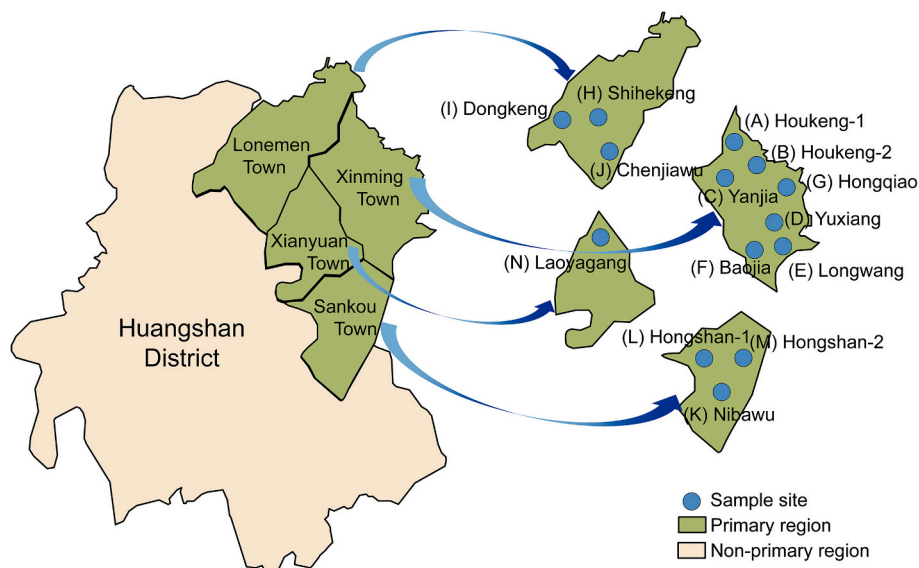 Lonemen
Town
Xinming
Town
Xianyuan
Town
Sankou
Town
Huangshan
District
(H) Shihekeng
(I) Dongkeng
(J) Chenjiawu
(A) Houkeng-1
(B) Houkeng-2
(G) Hongqiao
(C) Yanjia
(D) Yuxiang
(F) Baojia
(E) Longwang
(N) Laoyagang
(L) Hongshan-1
(M) Hongshan-2
(K) Nibawu
Sample site
Primary region
Non-primary region